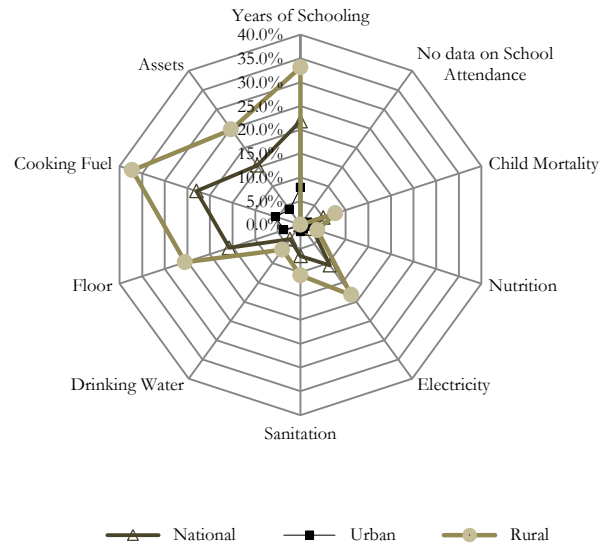 Years of Schooling
40.0%
35.0%
30.0%
25.0%
20.0%
15.0%
10.0%
5.0%
0.0%
No data on School
Attendance
Child Mortality
Nutrition
Electricity
Sanitation
Drinking Water
Floor
Cooking Fuel
Assets
National
Urban
Rural